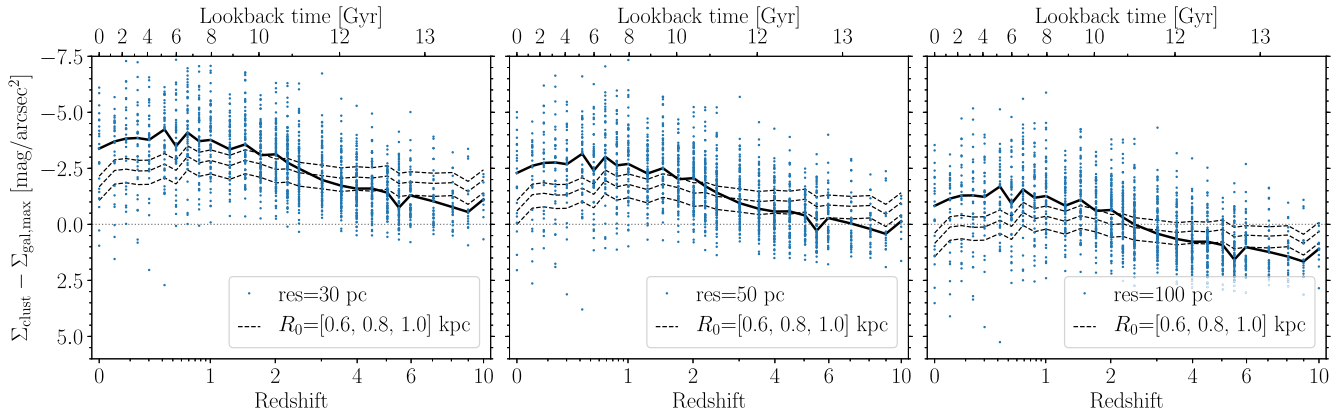 Lookback time [Gyr]
0 2 4 6 8 10 12 13
Lookback time [Gyr]
0 2 4 6 8 10 12 13
Lookback time [Gyr]
0 2 4 6 8 10 12 13
−7.5
−5.0
−2.5
0.0
2.5
5.0
Σclust − Σgal,max [mag/arcsec²]
res=30 pc
R₀=[0.6, 0.8, 1.0] kpc
res=50 pc
R₀=[0.6, 0.8, 1.0] kpc
res=100 pc
R₀=[0.6, 0.8, 1.0] kpc
0 1 2 4 6 10
Redshift
0 1 2 4 6 10
Redshift
0 1 2 4 6 10
Redshift